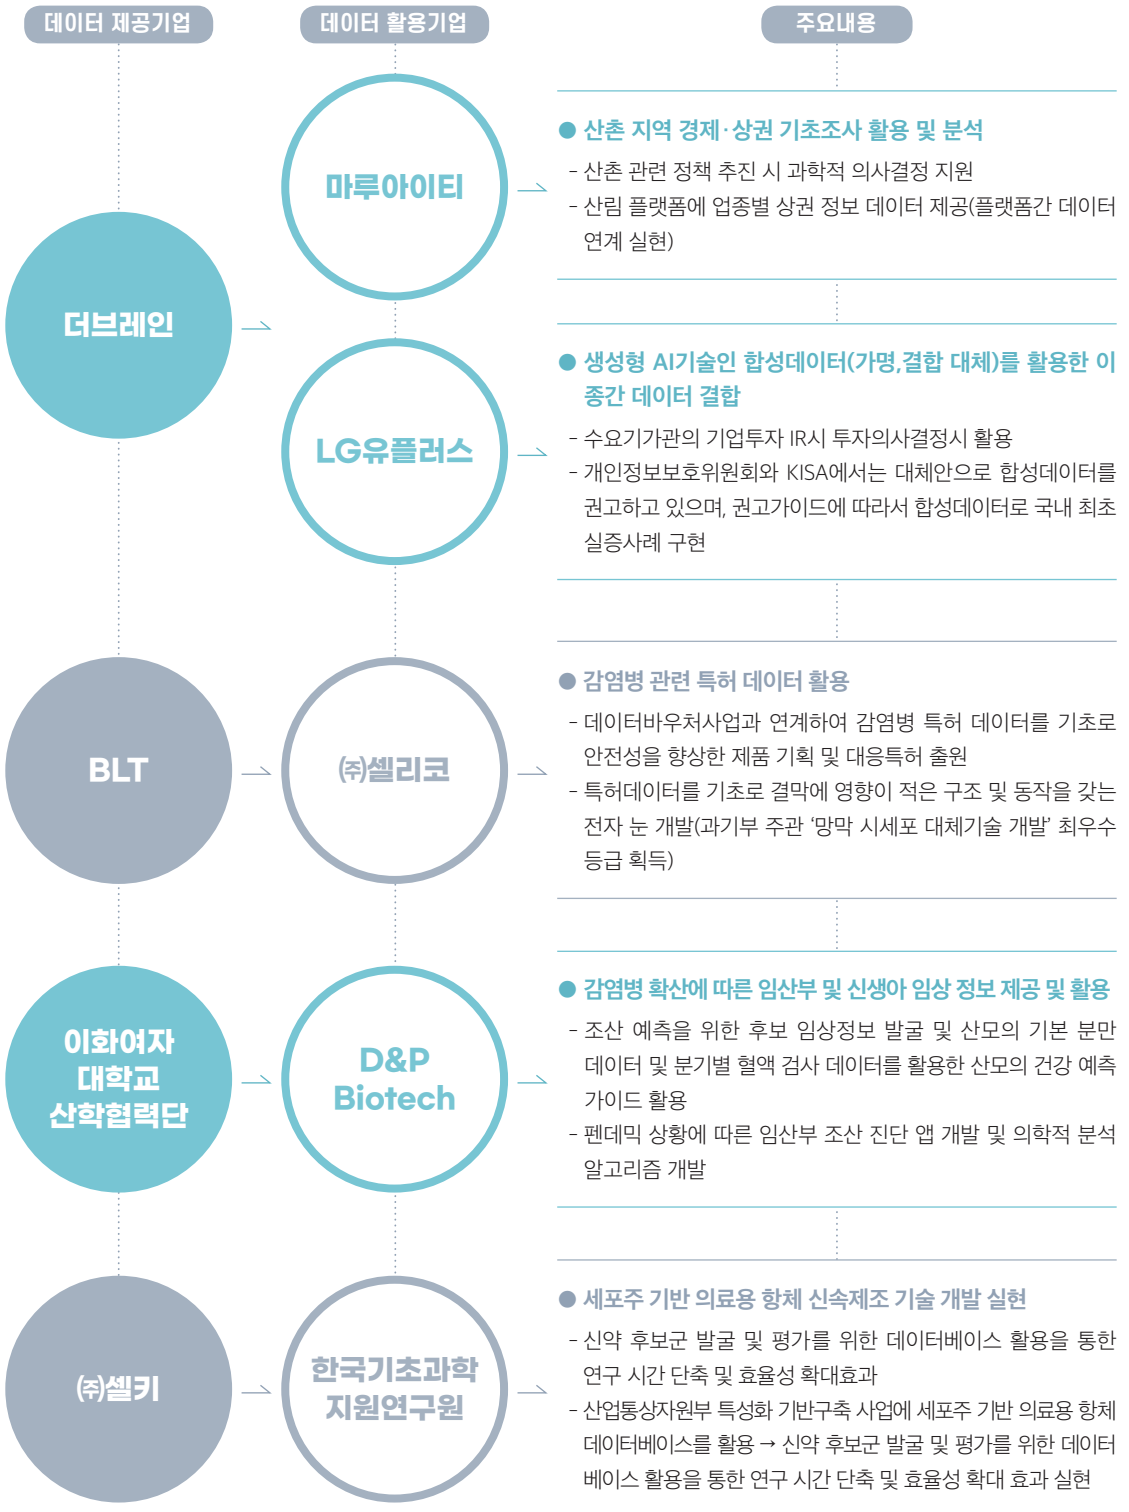 데이터 제공기업
데이터 활용기업
주요내용
더브레인
마루아이티
● 산촌 지역 경제·상권 기초조사 활용 및 분석
- 산촌 관련 정책 추진 시 과학적 의사결정 지원
- 산림 플랫폼에 업종별 상권 정보 데이터 제공(플랫폼간 데이터
연계 실현)
LG유플러스
● 생성형 AI기술인 합성데이터(가명,결합 대체)를 활용한 이
종간 데이터 결합
- 수요기가관의 기업투자 IR시 투자의사결정시 활용
- 개인정보보호위원회와 KISA에서는 대체안으로 합성데이터를
권고하고 있으며, 권고가이드에 따라서 합성데이터로 국내 최초
실증사례 구현
BLT
㈜셀리코
● 감염병 관련 특허 데이터 활용
- 데이터바우처사업과 연계하여 감염병 특허 데이터를 기초로
안전성을 향상한 제품 기획 및 대응특허 출원
- 특허데이터를 기초로 결막에 영향이 적은 구조 및 동작을 갖는
전자 눈 개발(과기부 주관 ‘망막 시세포 대체기술 개발’ 최우수
등급 획득)
이화여자
대학교
산학협력단
D&P
Biotech
● 감염병 확산에 따른 임산부 및 신생아 임상 정보 제공 및 활용
- 조산 예측을 위한 후보 임상정보 발굴 및 산모의 기본 분만
데이터 및 분기별 혈액 검사 데이터를 활용한 산모의 건강 예측
가이드 활용
- 펜데믹 상황에 따른 임산부 조산 진단 앱 개발 및 의학적 분석
알고리즘 개발
㈜셀키
한국기초과학
지원연구원
● 세포주 기반 의료용 항체 신속제조 기술 개발 실현
- 신약 후보군 발굴 및 평가를 위한 데이터베이스 활용을 통한
연구 시간 단축 및 효율성 확대효과
- 산업통상자원부 특성화 기반구축 사업에 세포주 기반 의료용 항체
데이터베이스를 활용 → 신약 후보군 발굴 및 평가를 위한 데이터
베이스 활용을 통한 연구 시간 단축 및 효율성 확대 효과 실현